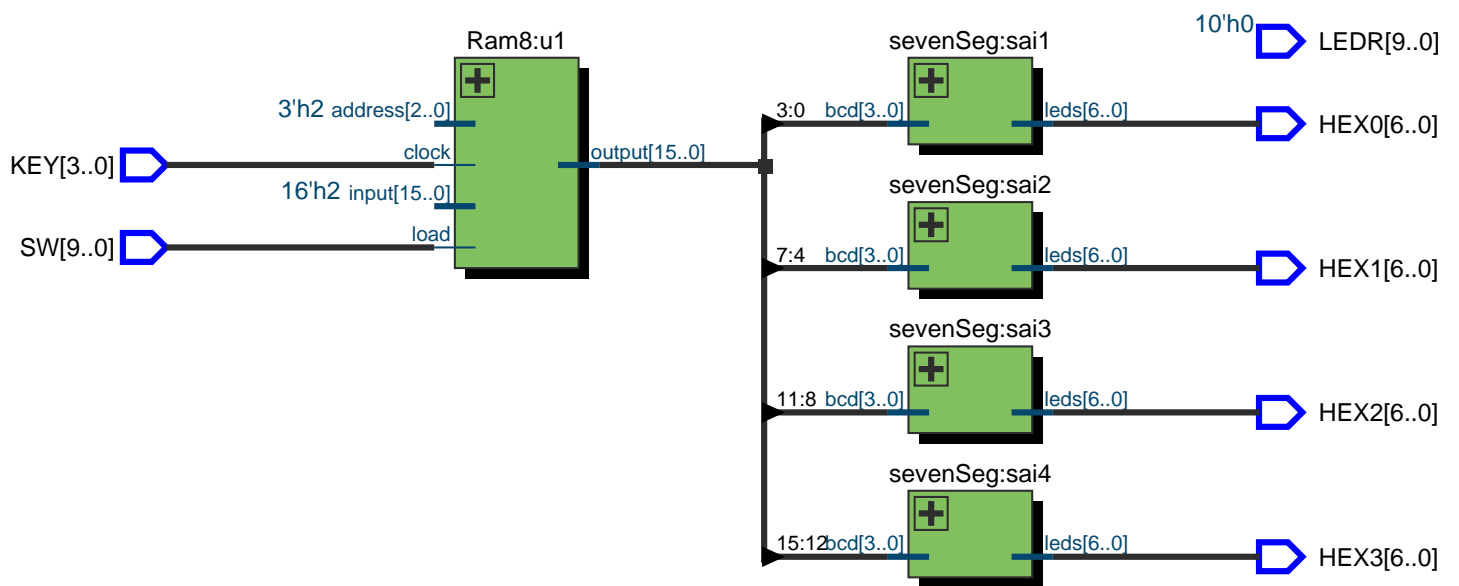 Ram8:u1
3'h2 address[2..0]
KEY[3..0]
clock
output[15..0]
16'h2 input[15..0]
SW[9..0]
load
sevenSeg:sai1
10'h0
LEDR[9..0]
3:0 bcd[3..0]
leds[6..0]
HEX0[6..0]
sevenSeg:sai2
7:4 bcd[3..0]
leds[6..0]
HEX1[6..0]
sevenSeg:sai3
11:8 bcd[3..0]
leds[6..0]
HEX2[6..0]
sevenSeg:sai4
15:12 bcd[3..0]
leds[6..0]
HEX3[6..0]